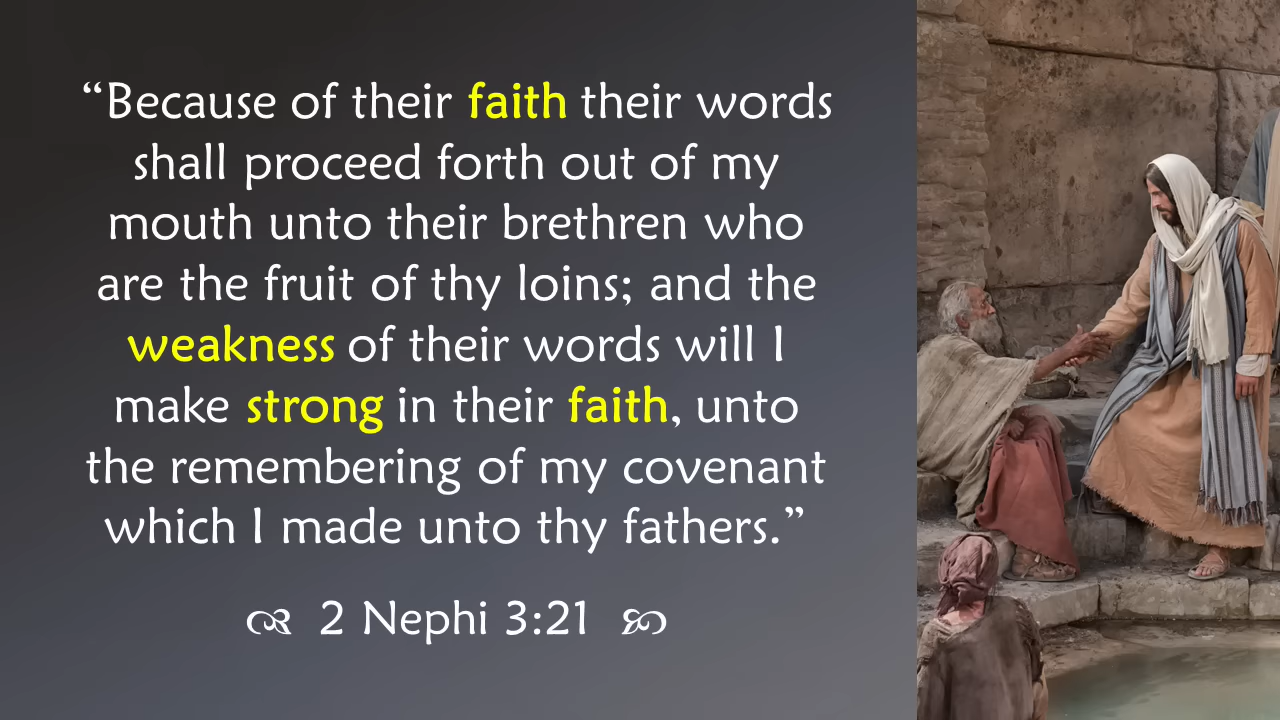 “Because of their faith their words
shall proceed forth out of my
mouth unto their brethren who
are the fruit of thy loins; and the
weakness of their words will I
make strong in their faith, unto
the remembering of my covenant
which I made unto thy fathers.”
2 Nephi 3:21